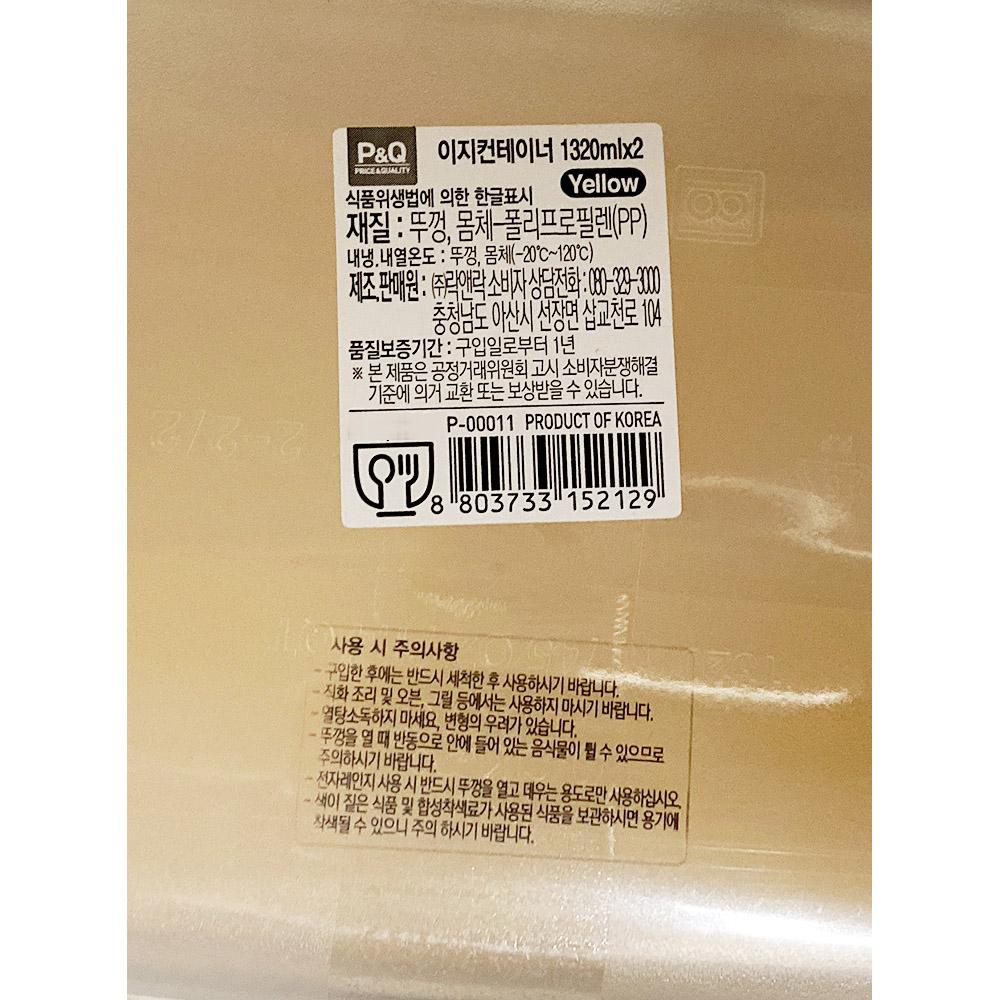 P&Q
PRICE & QUALITY
이지컨테이너 1320mlx2
Yellow
식품위생법에 의한 한글표시
재질 : 뚜껑, 몸체-폴리프로필렌(PP)
내냉.내열온도 : 뚜껑, 몸체(-20℃~120℃)
제조.판매원 : (주)락앤락 소비자 상담전화 : 080-329-3000
충청남도 아산시 선장면 삽교천로 104
품질보증기간 : 구입일로부터 1년
※ 본 제품은 공정거래위원회 고시 소비자분쟁해결
기준에 의거 교환 또는 보상받을 수 있습니다.
P-00011 PRODUCT OF KOREA
8 803733 152129
사용 시 주의사항
- 구입한 후에는 반드시 세척한 후 사용하시기 바랍니다.
- 직화 조리 및 오븐, 그릴 등에서는 사용하지 마시기 바랍니다.
- 열탕소독하지 마세요, 변형의 우려가 있습니다.
- 뚜껑을 열 때 반동으로 안에 들어 있는 음식물이 튈 수 있으므로
주의하시기 바랍니다.
- 전자레인지 사용 시 반드시 뚜껑을 열고 데우는 용도로만 사용하십시오.
- 색이 짙은 식품 및 합성착색료가 사용된 식품을 보관하시면 용기에
착색될 수 있으니 주의 하시기 바랍니다.